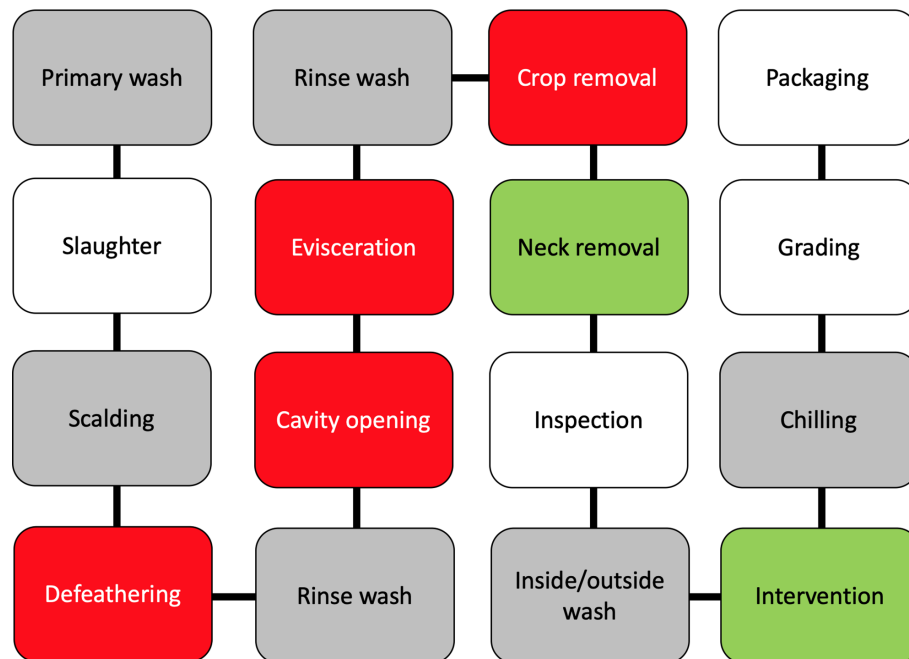 Primary wash
Rinse wash
Crop removal
Packaging
Slaughter
Evisceration
Neck removal
Grading
Scalding
Cavity opening
Inspection
Chilling
Defeathering
Rinse wash
Inside/outside
wash
Intervention